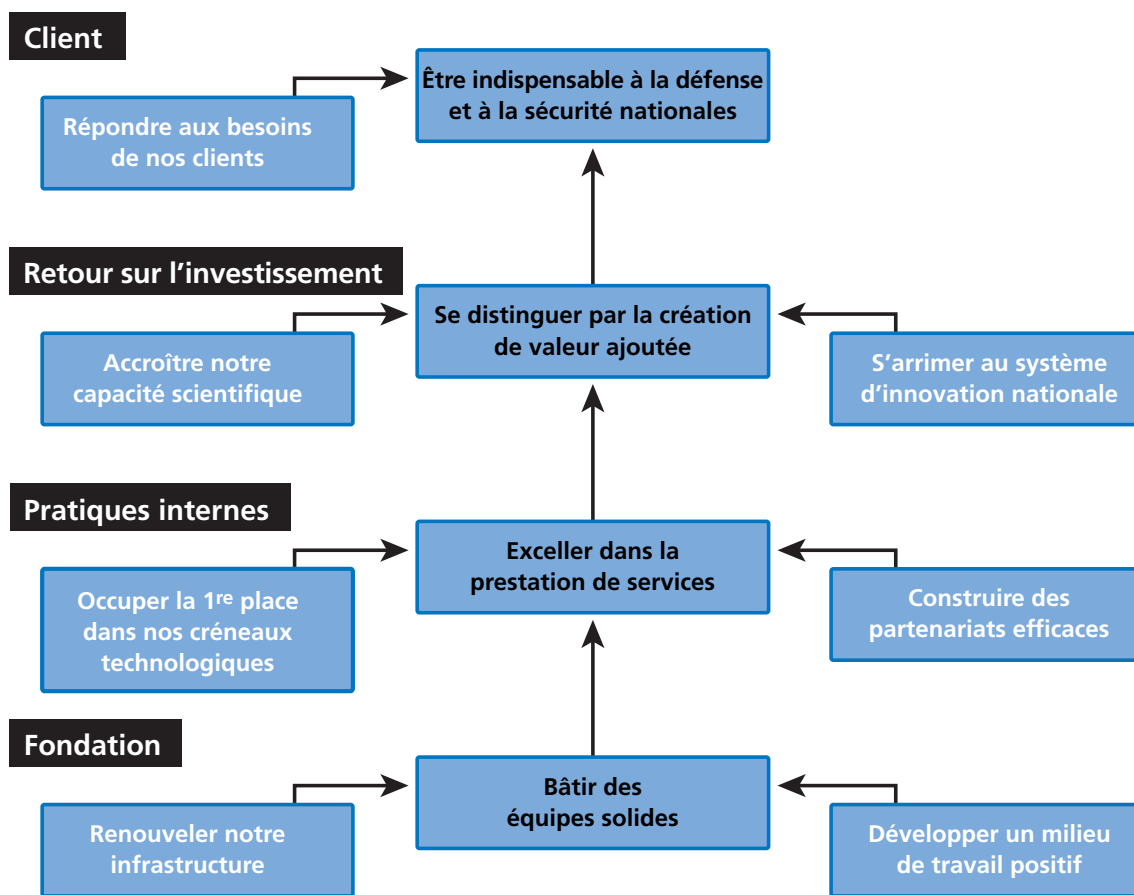 Client
Être indispensable à la défense
et à la sécurité nationales
Répondre aux besoins
de nos clients
Retour sur l’investissement
Se distinguer par la création
de valeur ajoutée
Accroître notre
capacité scientifique
S’arrimer au système
d’innovation nationale
Pratiques internes
Exceller dans la
prestation de services
Occuper la 1re place
dans nos créneaux
technologiques
Construire des
partenariats efficaces
Fondation
Bâtir des
équipes solides
Renouveler notre
infrastructure
Développer un milieu
de travail positif